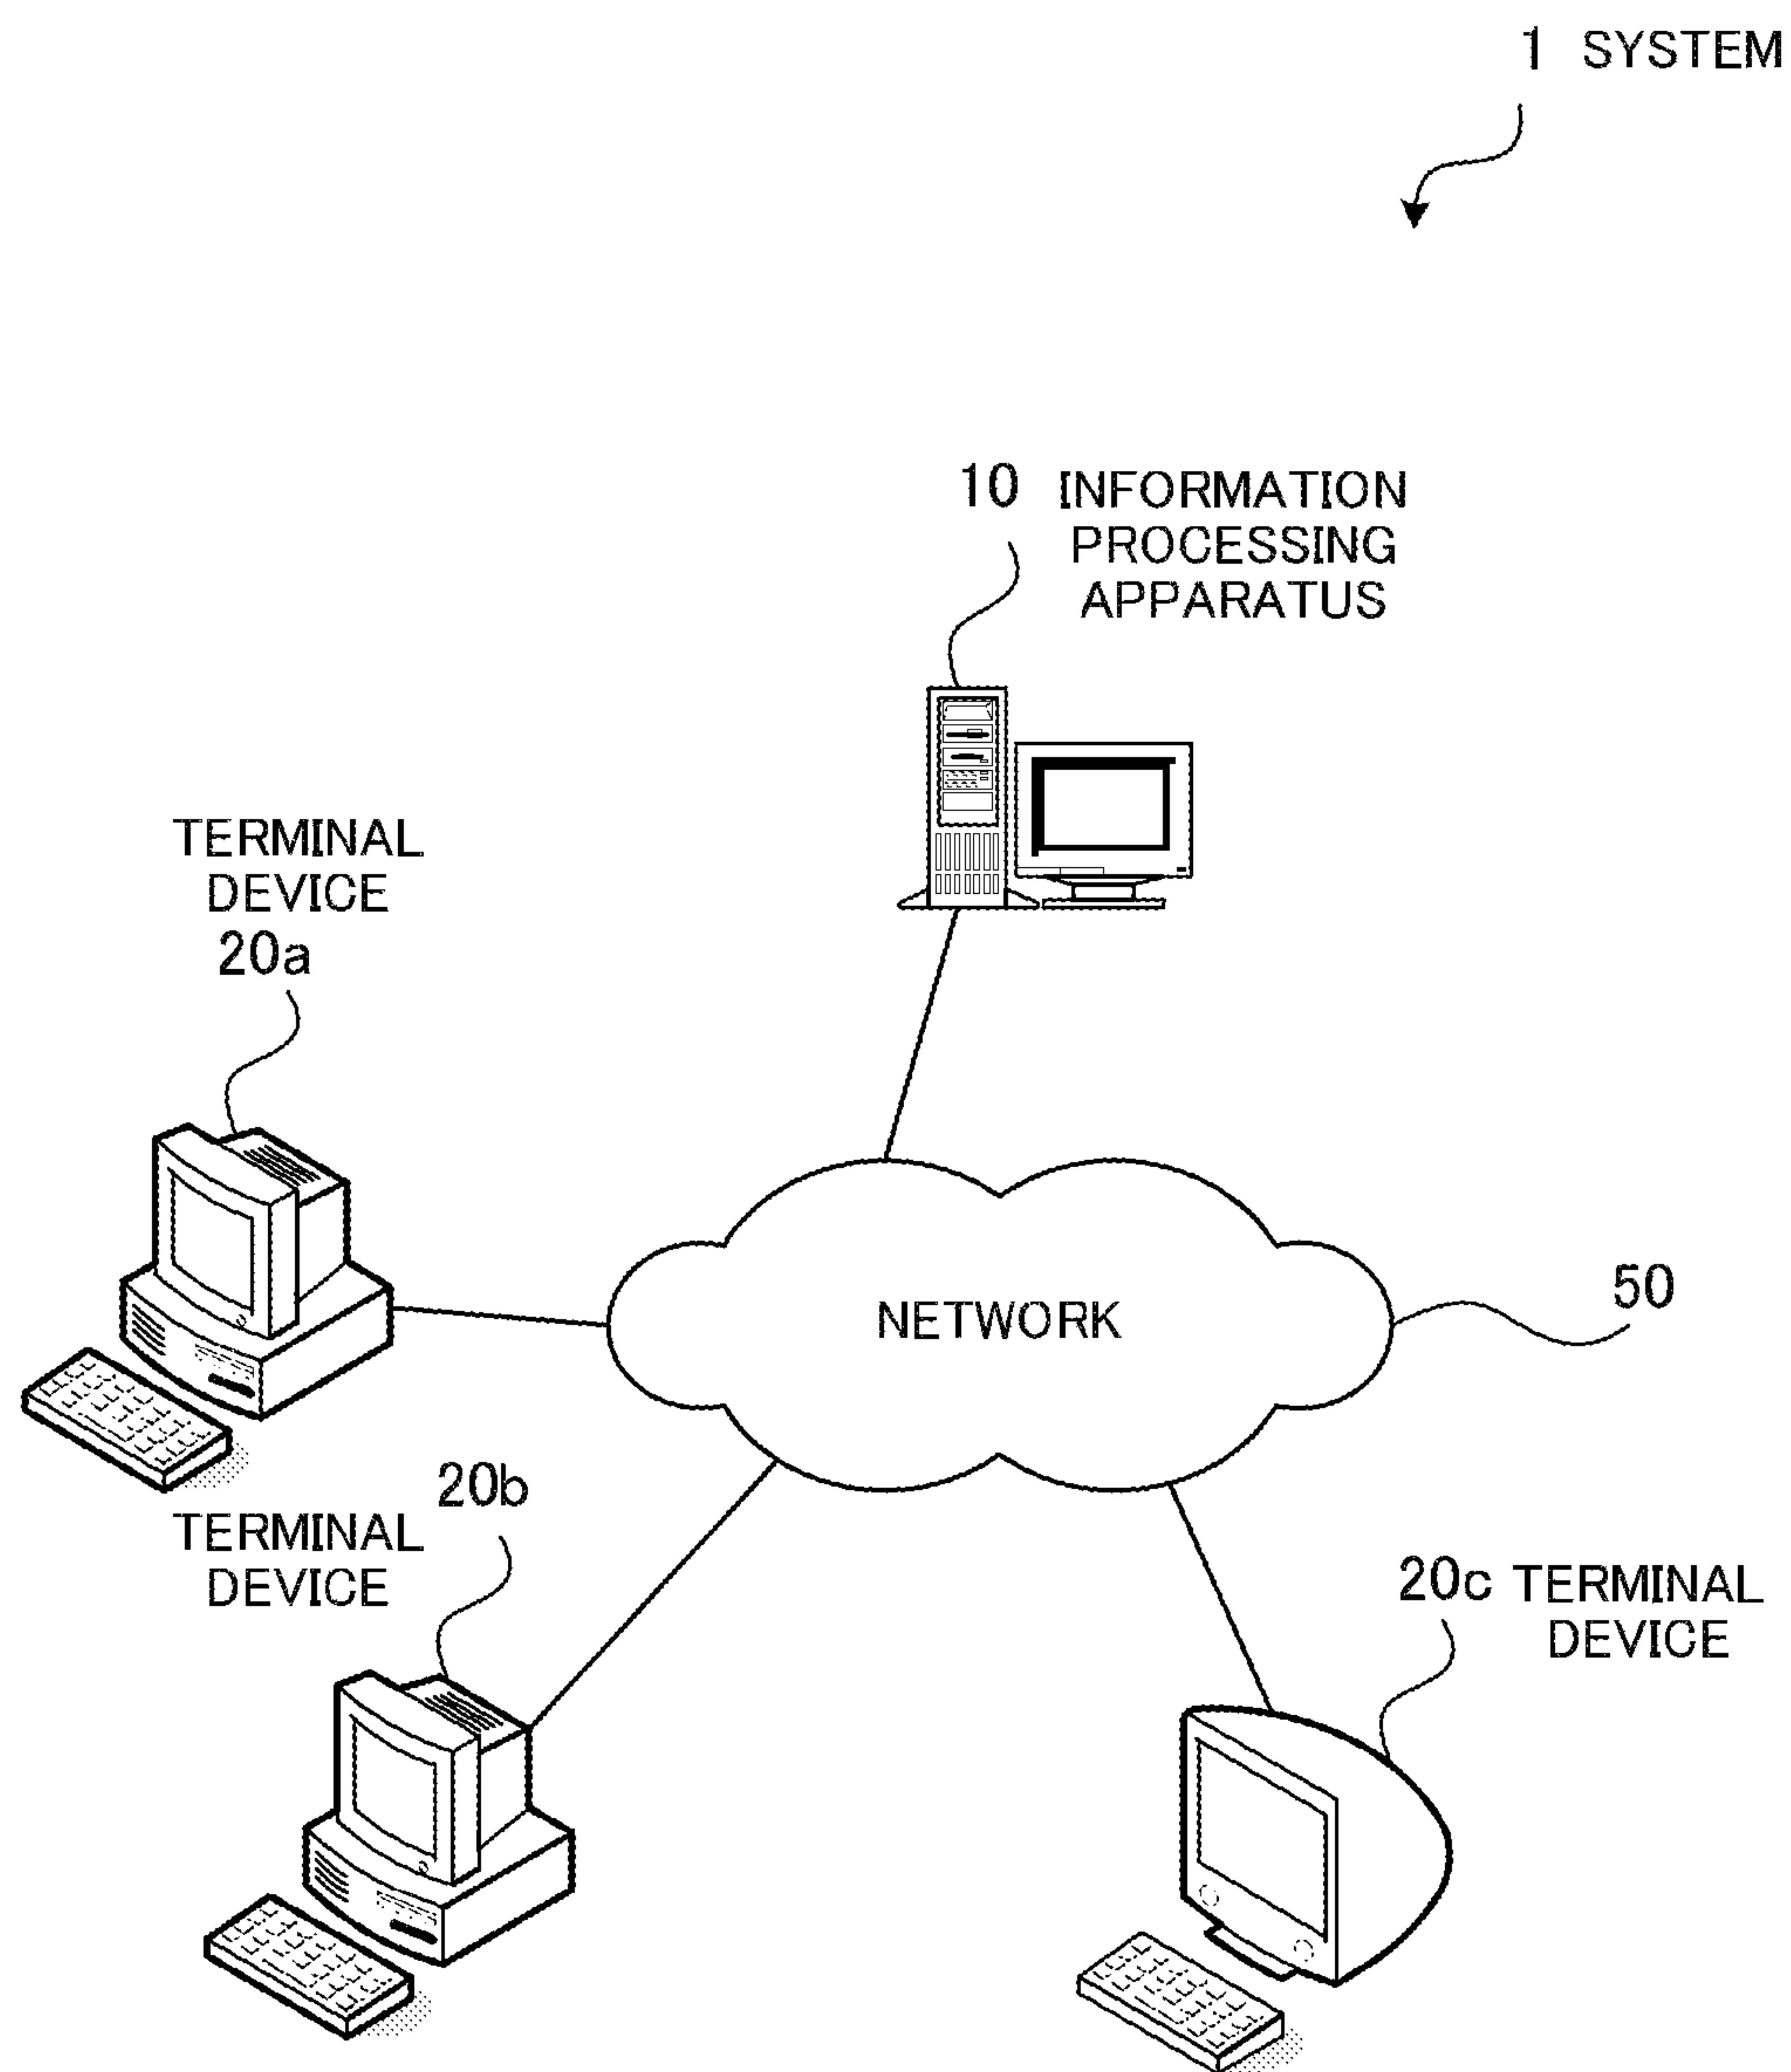 1 SYSTEM
10 INFORMATION
PROCESSING
APPARATUS
TERMINAL
DEVICE
20a
NETWORK
50
20b
TERMINAL
DEVICE
20c TERMINAL
DEVICE